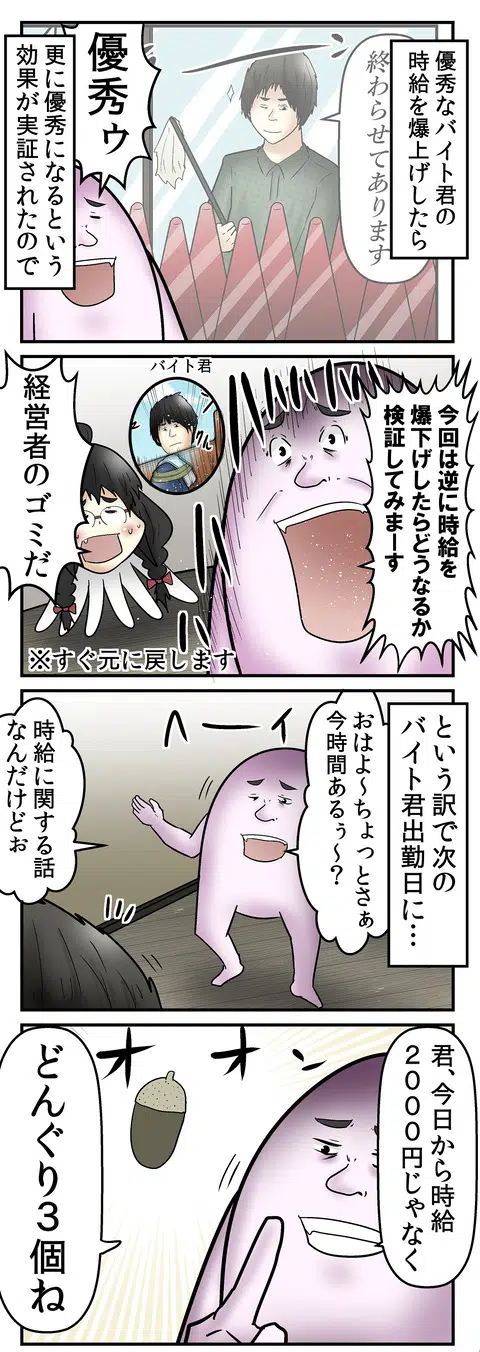 優秀なバイト君の
時給を爆上げしたら
終わらせてあります
優秀ゥ
更に優秀になるという
効果が実証されたので
今回は逆に時給を
爆下げしたらどうなるか
検証してみまーす
バイト君
経営者のゴミだ
※すぐ元に戻します
という訳で次の
バイト君出勤日に…
へーイ
おはよ～ちょっとさぁ
今時間あるぅ～？
時給に関する話
なんだけどぉ
君、今日から時給
2000円じゃなく
どんぐり3個ね